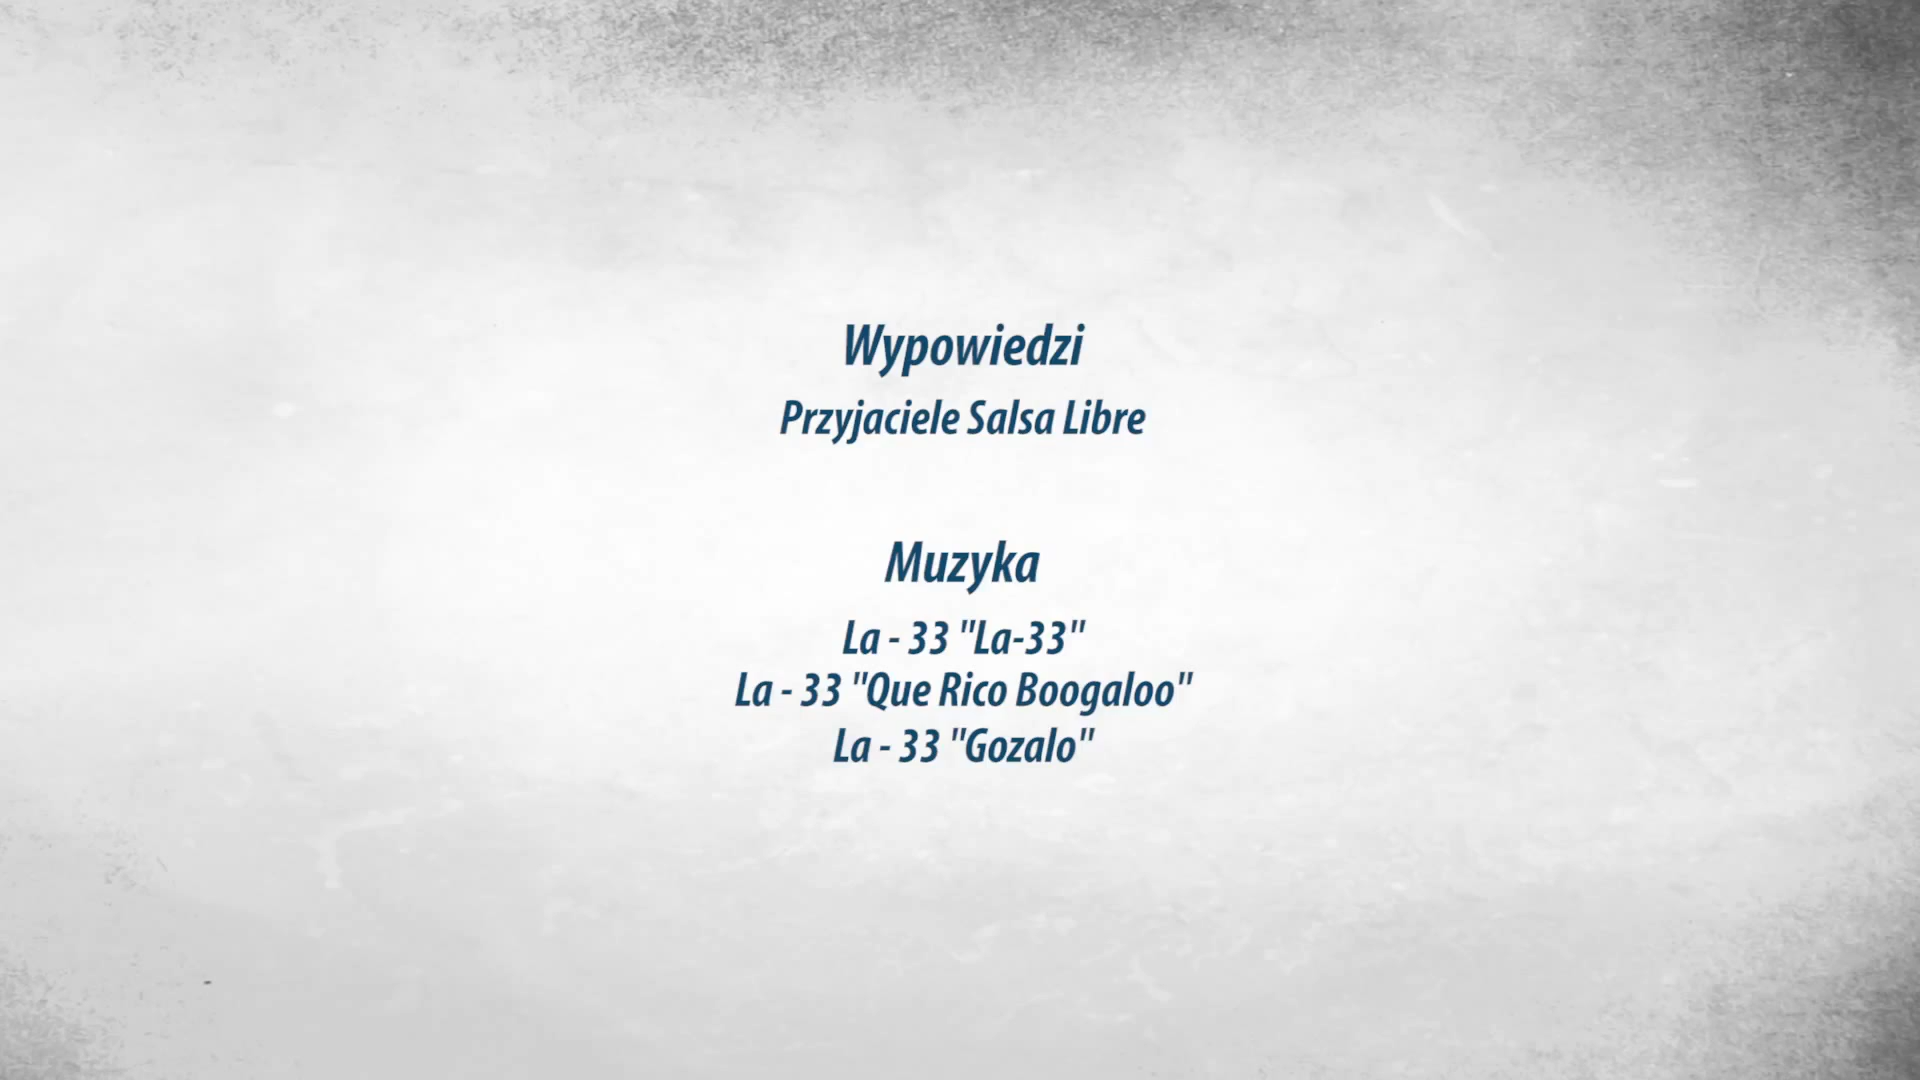 Wypowiedzi
Przyjaciele Salsa Libre
Muzyka
La - 33 "La-33"
La - 33 "Que Rico Boogaloo"
La - 33 "Gozalo"